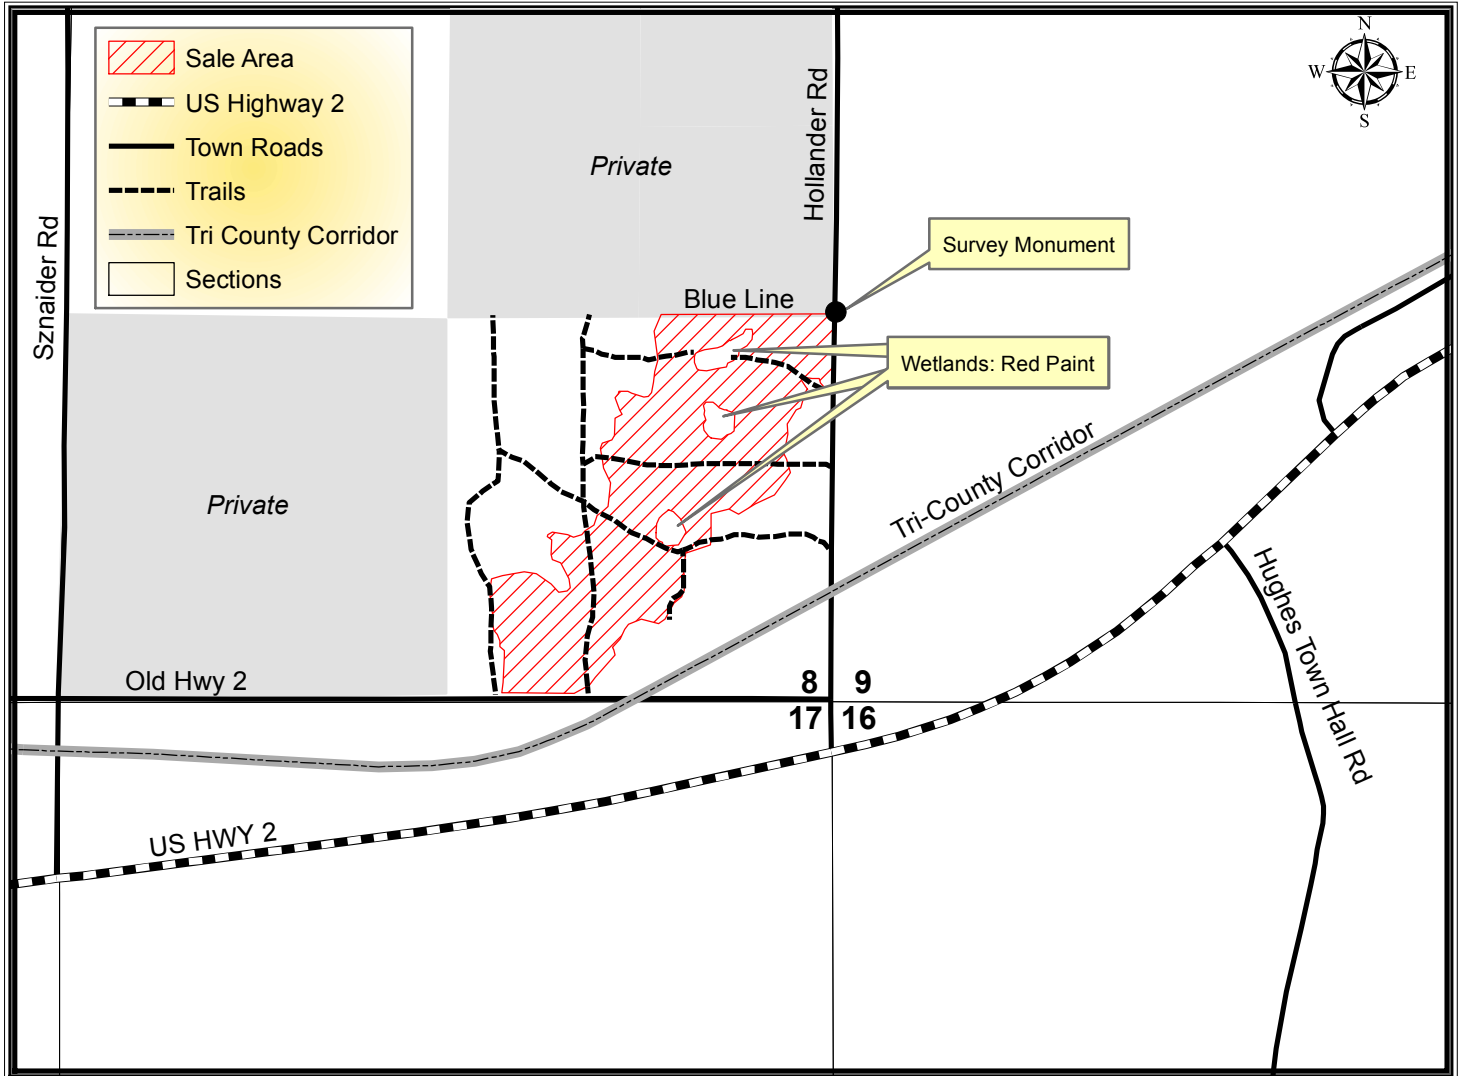 Sale Area
US Highway 2
Town Roads
Trails
Tri County Corridor
Sections
N
W
E
S
Hollander Rd
Private
Sznaider Rd
Survey Monument
Blue Line
Wetlands: Red Paint
Tri-County Corridor
Private
Hughes Town Hall Rd
Old Hwy 2
8 9
17 16
US HWY 2